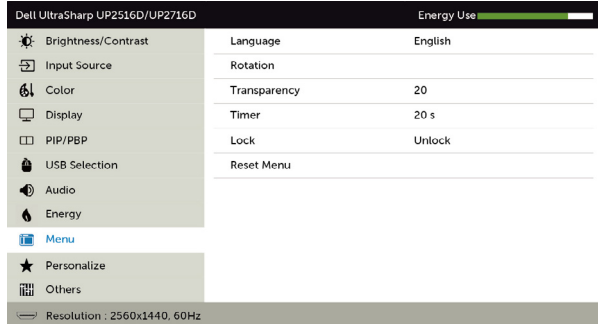 Dell UltraSharp UP2516D/UP2716D Energy Use
Brightness/Contrast Language English
Input Source Rotation
Color Transparency 20
Display Timer 20 s
PIP/PBP Lock Unlock
USB Selection Reset Menu
Audio
Energy
Menu
Personalize
Others
Resolution : 2560x1440, 60Hz